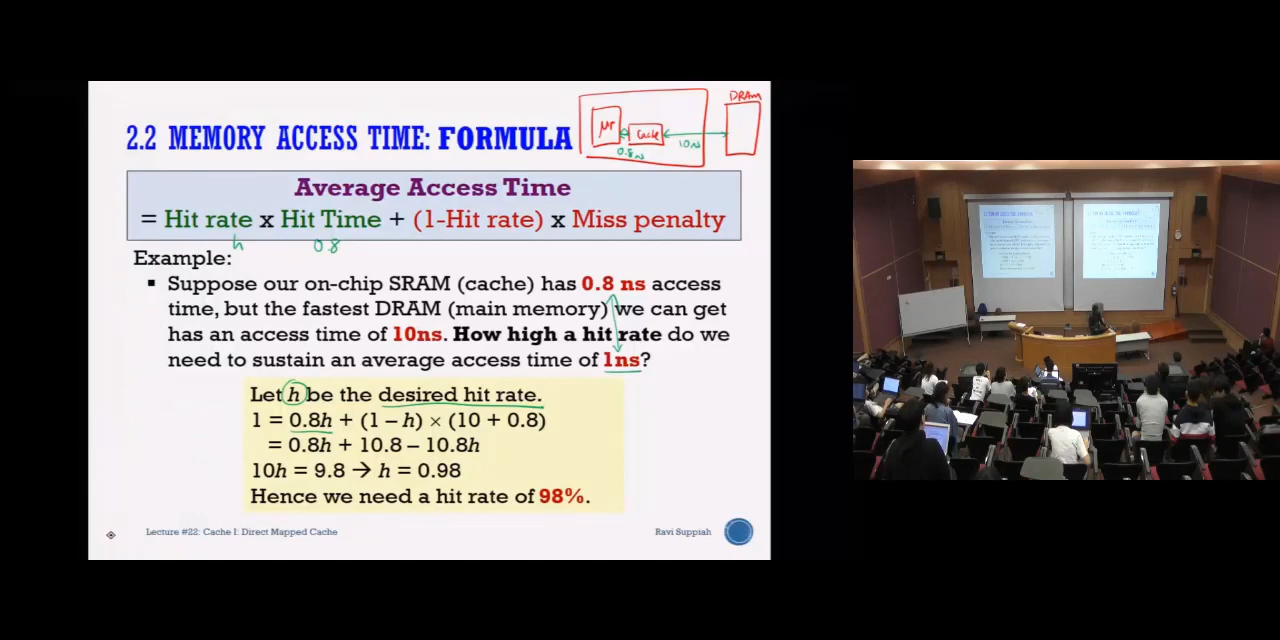 2.2 MEMORY ACCESS TIME: FORMULA
DRAM
μP
Cache
0.8 ns
10 ns
Average Access Time
= Hit rate x Hit Time + (1-Hit rate) x Miss penalty
h
0.8
Example:
▪ Suppose our on-chip SRAM (cache) has 0.8 ns access
time, but the fastest DRAM (main memory) we can get
has an access time of 10ns. How high a hit rate do we
need to sustain an average access time of 1ns?
Let h be the desired hit rate.
1 = 0.8h + (1 – h) × (10 + 0.8)
= 0.8h + 10.8 – 10.8h
10h = 9.8 → h = 0.98
Hence we need a hit rate of 98%.
Lecture #22: Cache I: Direct Mapped Cache
Ravi Suppiah